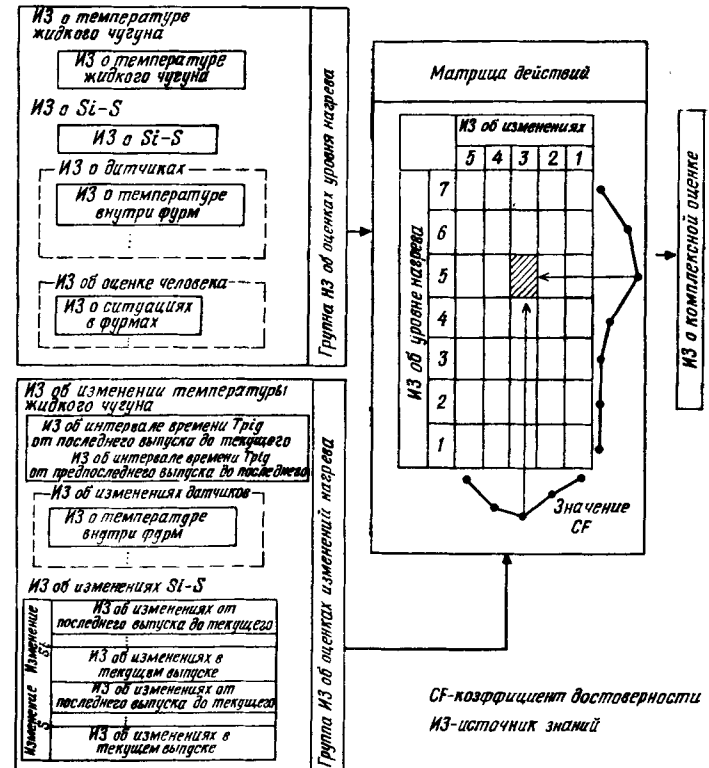 ИЗ о температуре
жидкого чугуна
ИЗ о температуре
жидкого чугуна
ИЗ о Si-S
ИЗ о Si-S
ИЗ о датчиках
ИЗ о температуре
внутри фурм
ИЗ об оценке человека
ИЗ о ситуациях
в фурмах
Группа ИЗ об оценках уровня нагрева
ИЗ об изменении температуры
жидкого чугуна
ИЗ об интервале времени Tpig
от последнего выпуска до текущего
ИЗ об интервале времени Tpig
от предпоследнего выпуска до последнего
ИЗ об изменениях датчиков
ИЗ о температуре
внутри фурм
ИЗ об изменениях Si-S
Изменение
Si
ИЗ об изменениях от
последнего выпуска до текущего
ИЗ об изменениях в
текущем выпуске
Изменение
S
ИЗ об изменениях от
последнего выпуска до текущего
ИЗ об изменениях в
текущем выпуске
Группа ИЗ об оценках изменений нагрева
Матрица действий
ИЗ об изменениях
5 4 3 2 1
ИЗ об уровне нагрева
7
6
5
4
3
2
1
Значение
CF
ИЗ о комплексной оценке
CF-коэффициент достоверности
ИЗ-источник знаний